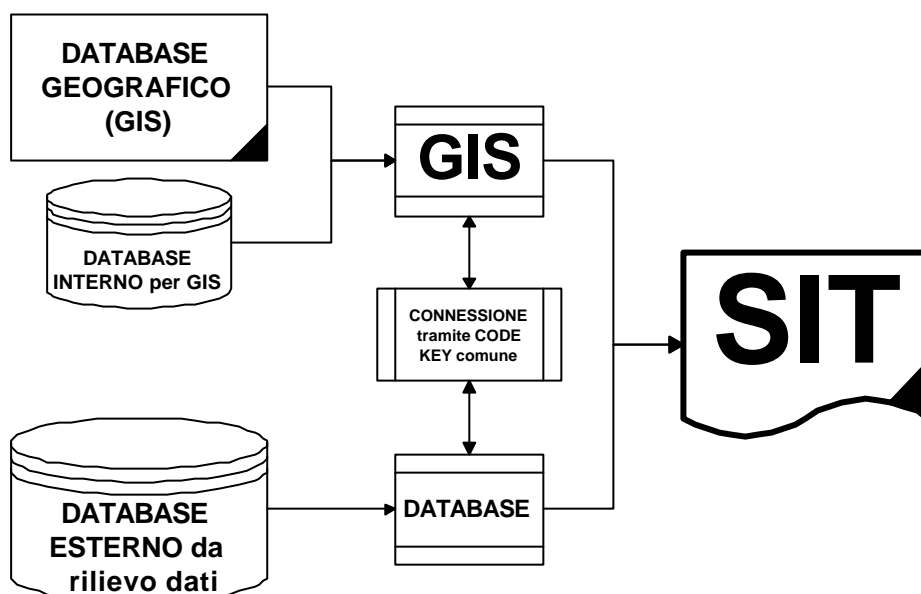 DATABASE
GEOGRAFICO
(GIS)
GIS
DATABASE
INTERNO per GIS
CONNESSIONE
tramite CODE
KEY comune
SIT
DATABASE
ESTERNO da
rilievo dati
DATABASE